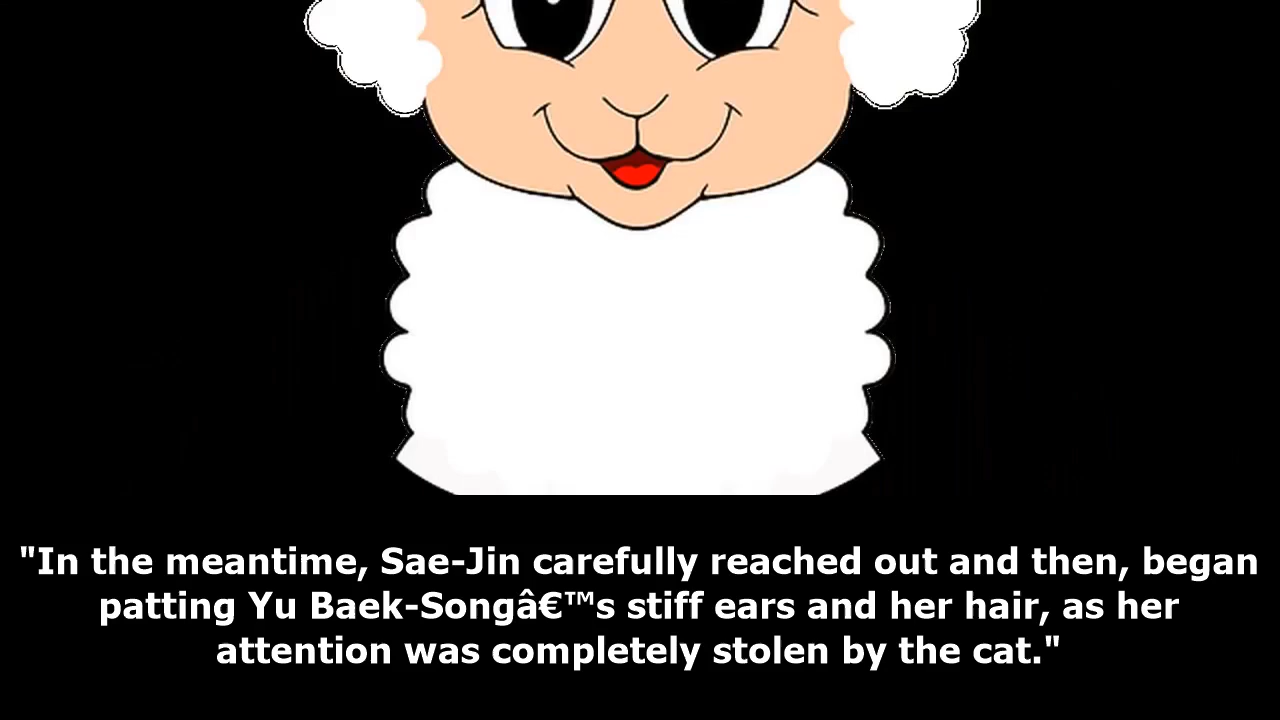 "In the meantime, Sae-Jin carefully reached out and then, began
patting Yu Baek-Songâ€™s stiff ears and her hair, as her
attention was completely stolen by the cat."